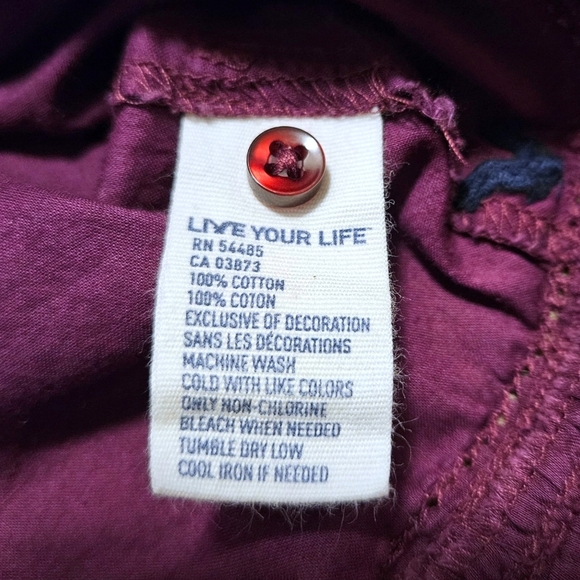 LIVE YOUR LIFE™
RN 54485
CA 03873
100% COTTON
100% COTON
EXCLUSIVE OF DECORATION
SANS LES DÉCORATIONS
MACHINE WASH
COLD WITH LIKE COLORS
ONLY NON-CHLORINE
BLEACH WHEN NEEDED
TUMBLE DRY LOW
COOL IRON IF NEEDED